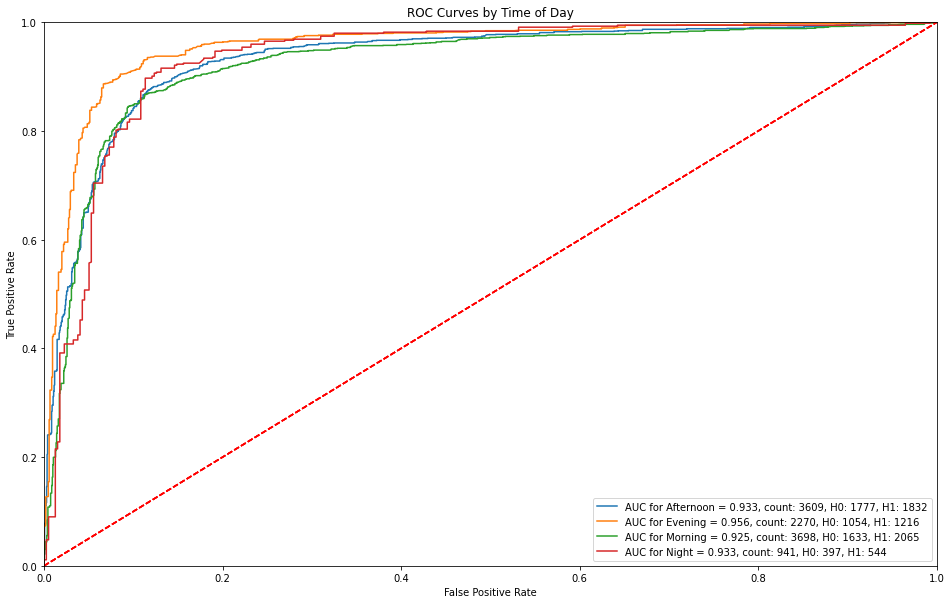 ROC Curves by Time of Day
1.0
0.8
0.6
0.4
0.2
0.0
True Positive Rate
0.0 0.2 0.4 0.6 0.8 1.0
False Positive Rate
AUC for Afternoon = 0.933, count: 3609, H0: 1777, H1: 1832
AUC for Evening = 0.956, count: 2270, H0: 1054, H1: 1216
AUC for Morning = 0.925, count: 3698, H0: 1633, H1: 2065
AUC for Night = 0.933, count: 941, H0: 397, H1: 544